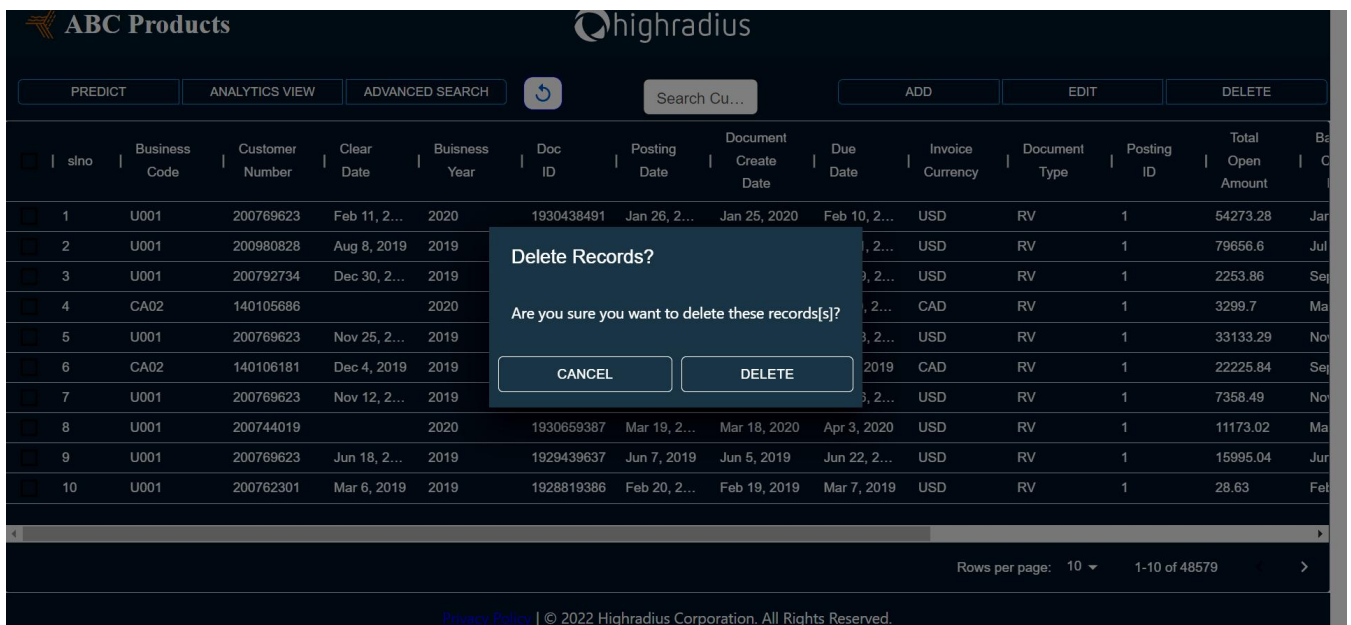 ABC Products
highradius
PREDICT ANALYTICS VIEW ADVANCED SEARCH Search Cu... ADD EDIT DELETE
slno | Business Code | Customer Number | Clear Date | Buisness Year | Doc ID | Posting Date | Document Create Date | Due Date | Invoice Currency | Document Type | Posting ID | Total Open Amount
1 U001 200769623 Feb 11, 2... 2020 1930438491 Jan 26, 2... Jan 25, 2020 Feb 10, 2... USD RV 1 54273.28 Jan
2 U001 200980828 Aug 8, 2019 2019 , 2... USD RV 1 79656.6 Jul
3 U001 200792734 Dec 30, 2... 2019 , 2... USD RV 1 2253.86 Sep
4 CA02 140105686 2020 , 2... CAD RV 1 3299.7 Ma
5 U001 200769623 Nov 25, 2... 2019 , 2... USD RV 1 33133.29 Nov
6 CA02 140106181 Dec 4, 2019 2019 2019 CAD RV 1 22225.84 Sep
7 U001 200769623 Nov 12, 2... 2019 , 2... USD RV 1 7358.49 Nov
8 U001 200744019 2020 1930659387 Mar 19, 2... Mar 18, 2020 Apr 3, 2020 USD RV 1 11173.02 Ma
9 U001 200769623 Jun 18, 2... 2019 1929439637 Jun 7, 2019 Jun 5, 2019 Jun 22, 2... USD RV 1 15995.04 Jun
10 U001 200762301 Mar 6, 2019 2019 1928819386 Feb 20, 2... Feb 19, 2019 Mar 7, 2019 USD RV 1 28.63 Feb
Delete Records?
Are you sure you want to delete these records[s]?
CANCEL DELETE
Rows per page: 10 1-10 of 48579
Privacy Policy | © 2022 Highradius Corporation. All Rights Reserved.